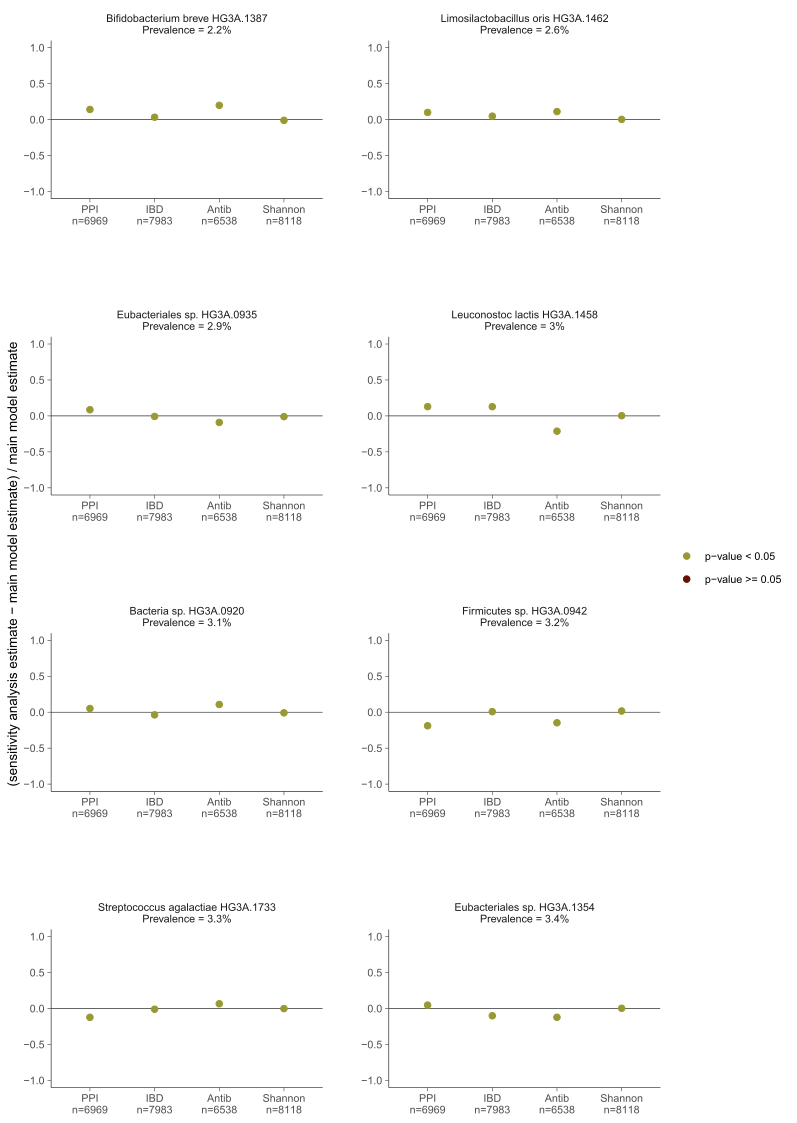 Bifidobacterium breve HG3A.1387
Prevalence = 2.2%
1.0
0.5
0.0
−0.5
−1.0
PPI IBD Antib Shannon
n=6969 n=7983 n=6538 n=8118
Limosilactobacillus oris HG3A.1462
Prevalence = 2.6%
1.0
0.5
0.0
−0.5
−1.0
PPI IBD Antib Shannon
n=6969 n=7983 n=6538 n=8118
(sensitivity analysis estimate − main model estimate) / main model estimate
Eubacteriales sp. HG3A.0935
Prevalence = 2.9%
1.0
0.5
0.0
−0.5
−1.0
PPI IBD Antib Shannon
n=6969 n=7983 n=6538 n=8118
Leuconostoc lactis HG3A.1458
Prevalence = 3%
1.0
0.5
0.0
−0.5
−1.0
PPI IBD Antib Shannon
n=6969 n=7983 n=6538 n=8118
p−value < 0.05
p−value >= 0.05
Bacteria sp. HG3A.0920
Prevalence = 3.1%
1.0
0.5
0.0
−0.5
−1.0
PPI IBD Antib Shannon
n=6969 n=7983 n=6538 n=8118
Firmicutes sp. HG3A.0942
Prevalence = 3.2%
1.0
0.5
0.0
−0.5
−1.0
PPI IBD Antib Shannon
n=6969 n=7983 n=6538 n=8118
Streptococcus agalactiae HG3A.1733
Prevalence = 3.3%
1.0
0.5
0.0
−0.5
−1.0
PPI IBD Antib Shannon
n=6969 n=7983 n=6538 n=8118
Eubacteriales sp. HG3A.1354
Prevalence = 3.4%
1.0
0.5
0.0
−0.5
−1.0
PPI IBD Antib Shannon
n=6969 n=7983 n=6538 n=8118